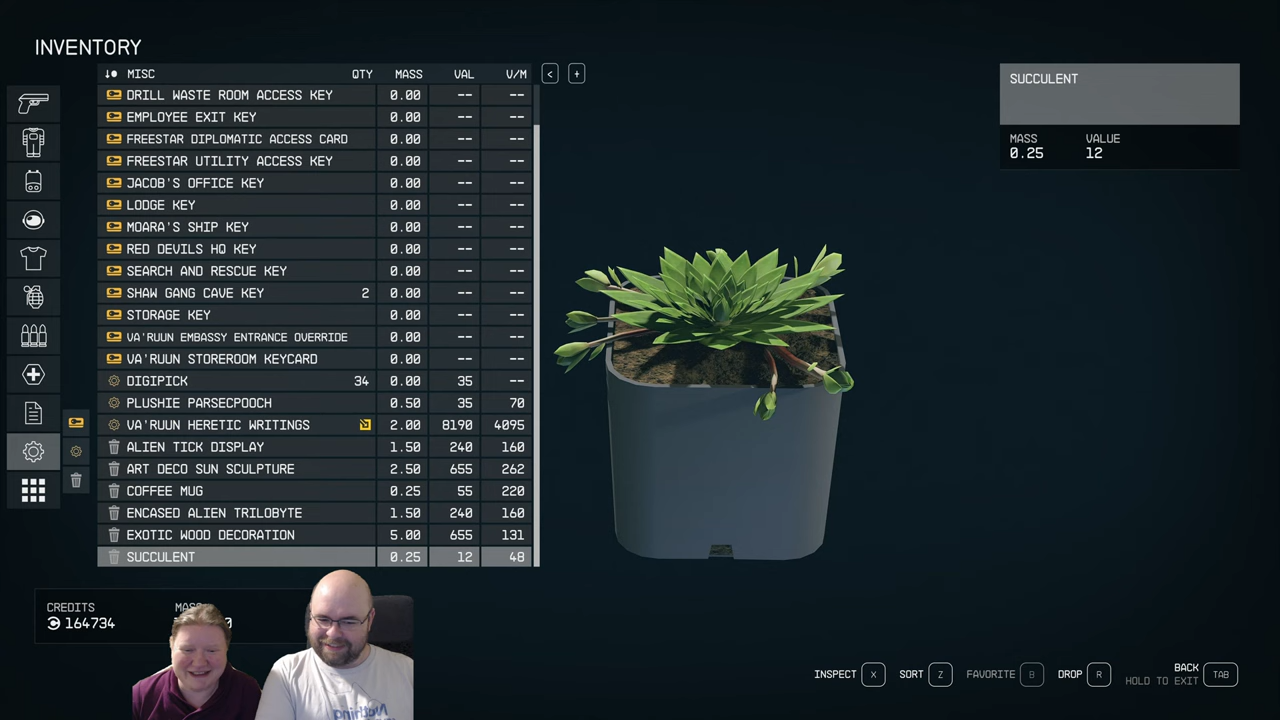 INVENTORY
MISC QTY MASS VAL V/M < +
DRILL WASTE ROOM ACCESS KEY 0.00 -- --
EMPLOYEE EXIT KEY 0.00 -- --
FREESTAR DIPLOMATIC ACCESS CARD 0.00 -- --
FREESTAR UTILITY ACCESS KEY 0.00 -- --
JACOB'S OFFICE KEY 0.00 -- --
LODGE KEY 0.00 -- --
MOARA'S SHIP KEY 0.00 -- --
RED DEVILS HQ KEY 0.00 -- --
SEARCH AND RESCUE KEY 0.00 -- --
SHAW GANG CAVE KEY 2 0.00 -- --
STORAGE KEY 0.00 -- --
VA'RUUN EMBASSY ENTRANCE OVERRIDE 0.00 -- --
VA'RUUN STOREROOM KEYCARD 0.00 -- --
DIGIPICK 34 0.00 35 --
PLUSHIE PARSECPOOCH 0.50 35 70
VA'RUUN HERETIC WRITINGS 2.00 8190 4095
ALIEN TICK DISPLAY 1.50 240 160
ART DECO SUN SCULPTURE 2.50 655 262
COFFEE MUG 0.25 55 220
ENCASED ALIEN TRILOBYTE 1.50 240 160
EXOTIC WOOD DECORATION 5.00 655 131
SUCCULENT 0.25 12 48
SUCCULENT
MASS VALUE
0.25 12
CREDITS
164734
INSPECT X SORT Z FAVORITE B DROP R BACK TAB
HOLD TO EXIT